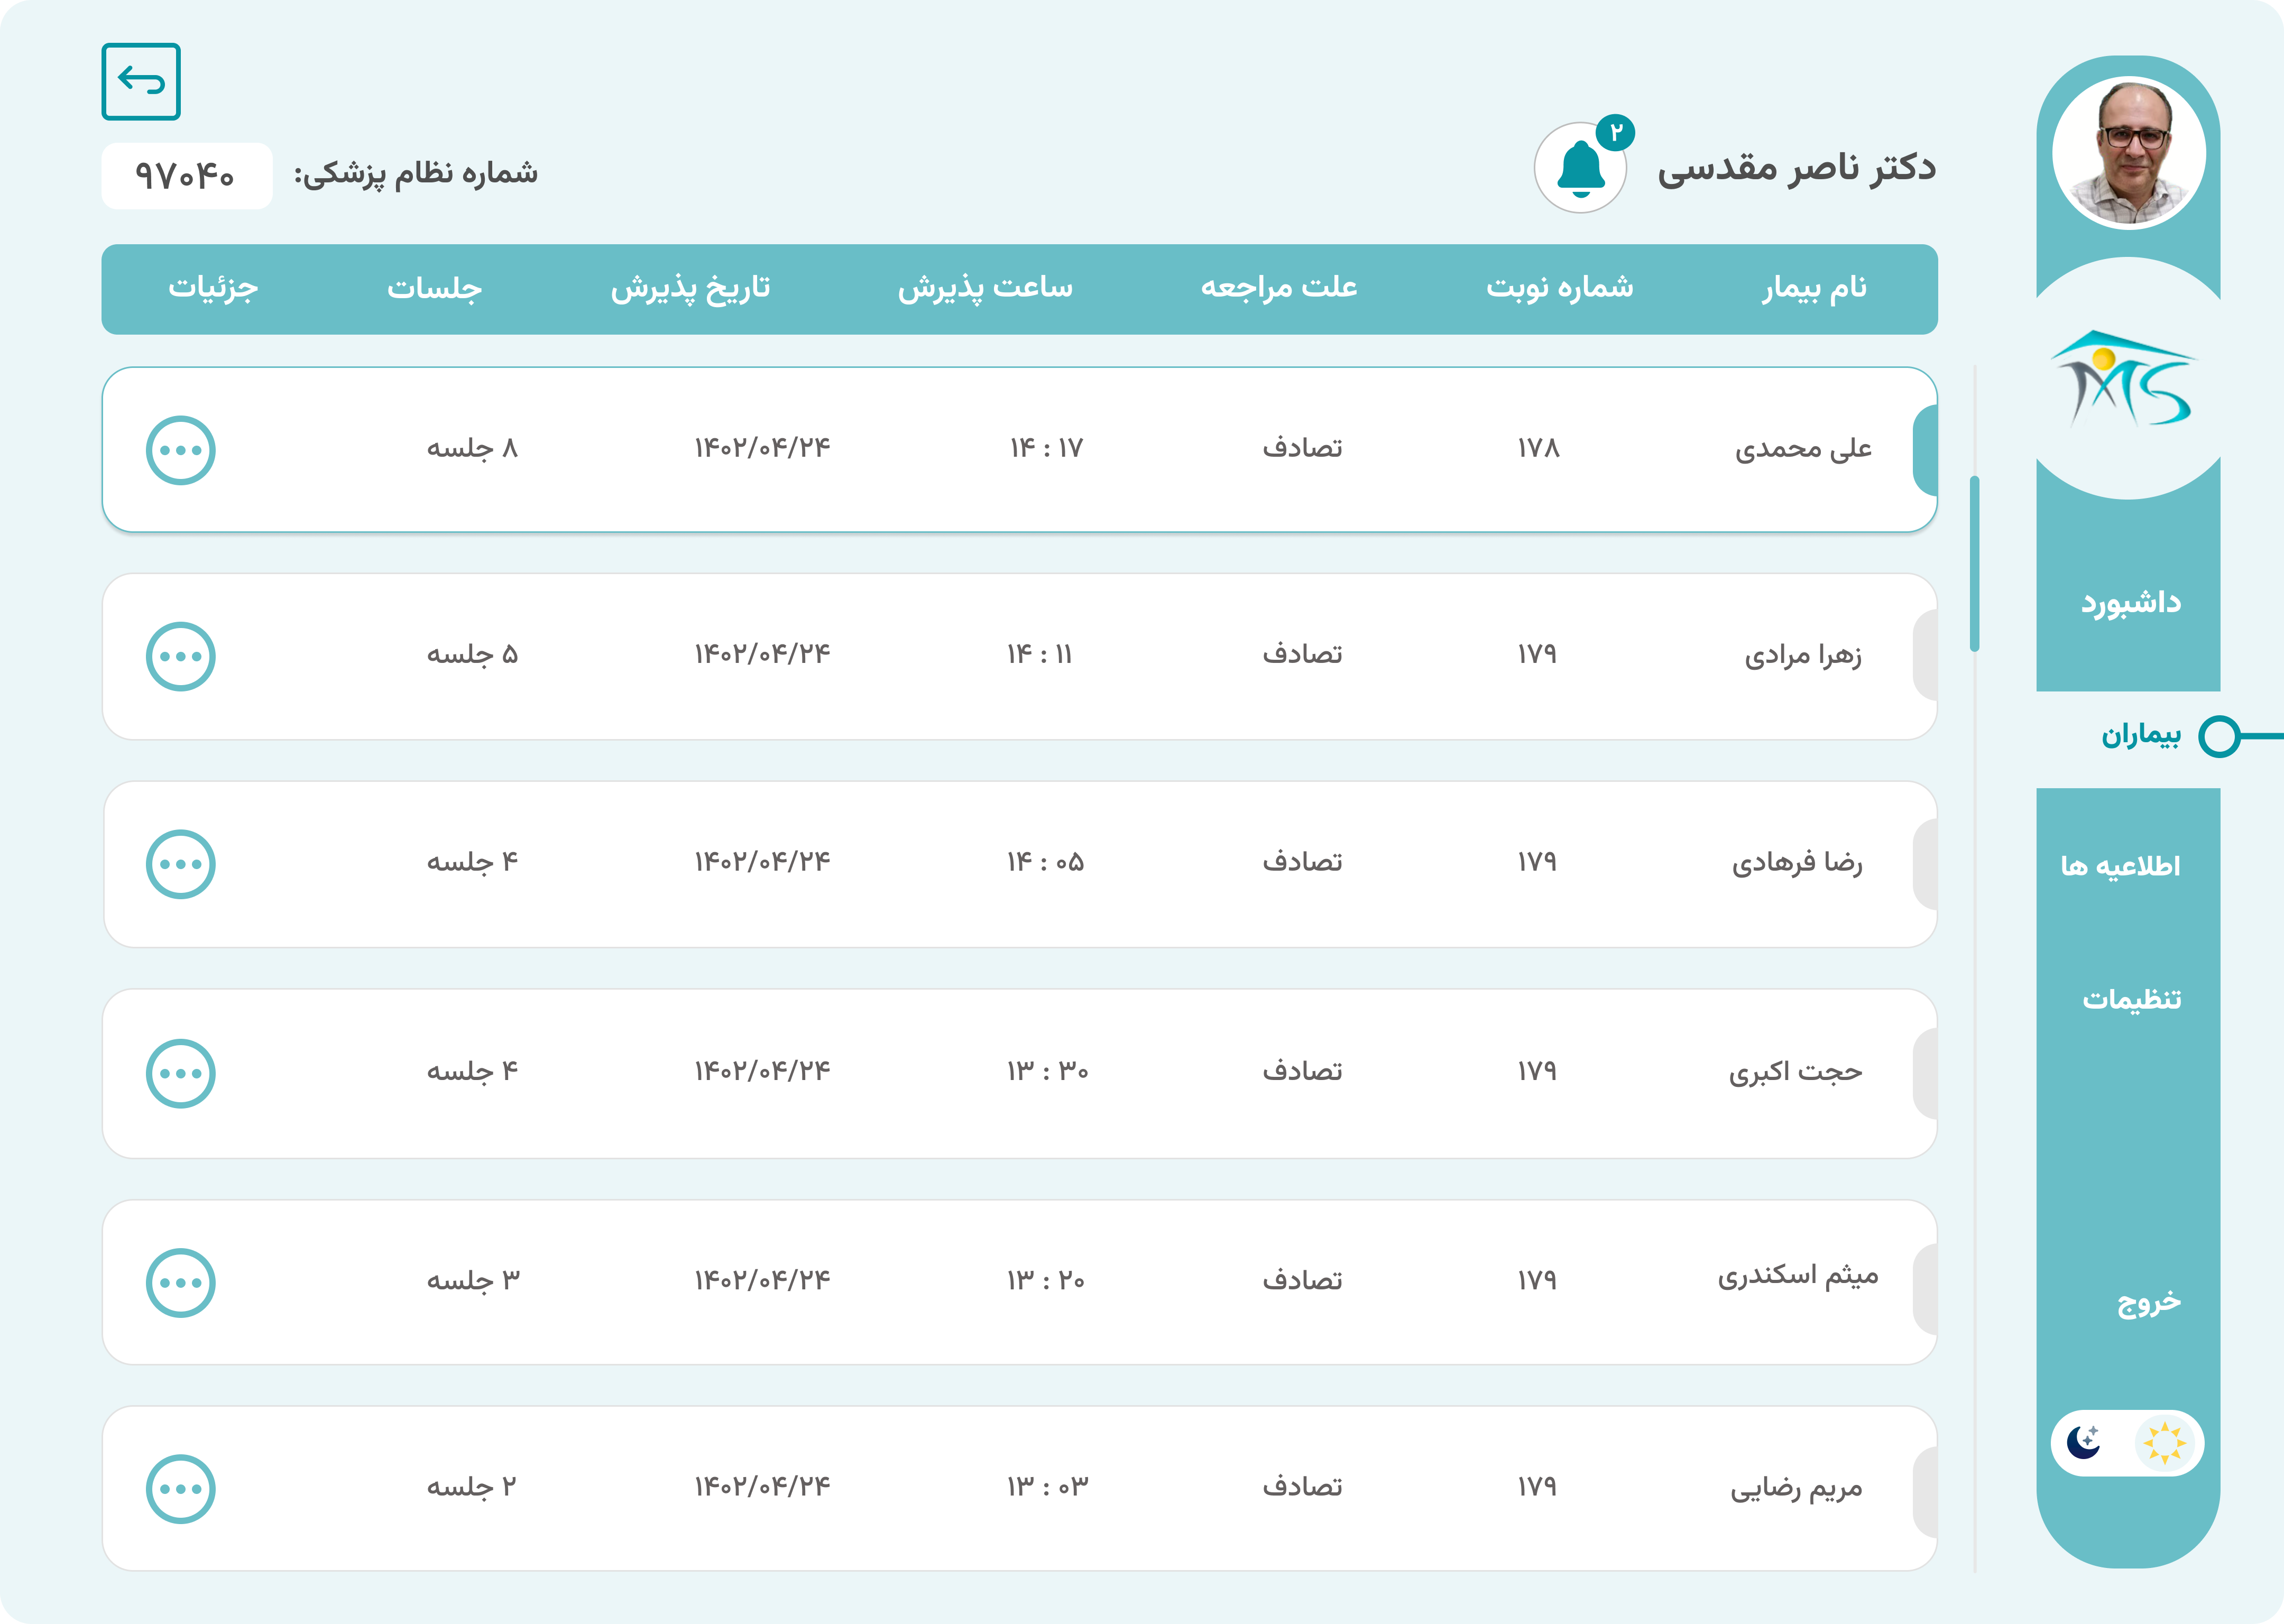 دکتر ناصر مقدسی
۲
شماره نظام پزشکی: ۹۷۰۴۰
نام بیمار شماره نوبت علت مراجعه ساعت پذیرش تاریخ پذیرش جلسات جزئیات
علی محمدی ۱۷۸ تصادف ۱۴ : ۱۷ ۱۴۰۲/۰۴/۲۴ ۸ جلسه
زهرا مرادی ۱۷۹ تصادف ۱۴ : ۱۱ ۱۴۰۲/۰۴/۲۴ ۵ جلسه
رضا فرهادی ۱۷۹ تصادف ۱۴ : ۰۵ ۱۴۰۲/۰۴/۲۴ ۴ جلسه
حجت اکبری ۱۷۹ تصادف ۱۳ : ۳۰ ۱۴۰۲/۰۴/۲۴ ۴ جلسه
میثم اسکندری ۱۷۹ تصادف ۱۳ : ۲۰ ۱۴۰۲/۰۴/۲۴ ۳ جلسه
مریم رضایی ۱۷۹ تصادف ۱۳ : ۰۳ ۱۴۰۲/۰۴/۲۴ ۲ جلسه
داشبورد
بیماران
اطلاعیه ها
تنظیمات
خروج